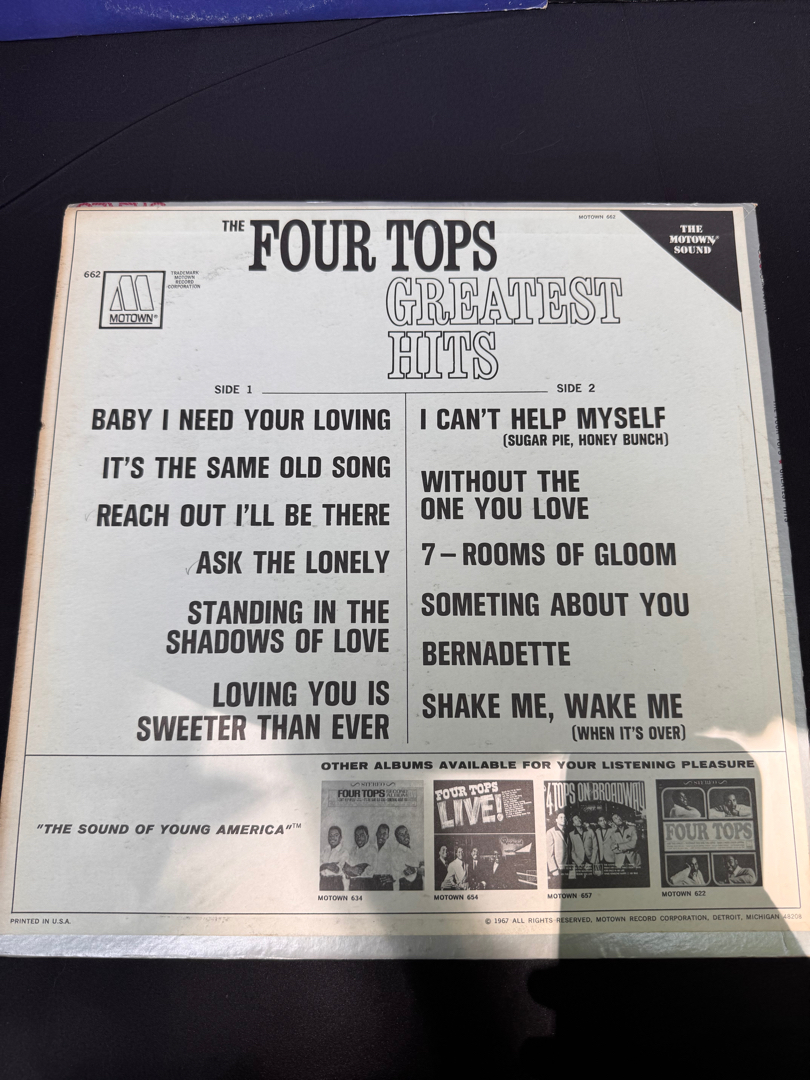 MOTOWN 662
THE FOUR TOPS
GREATEST
HITS
THE
MOTOWN
SOUND
662
MOTOWN®
TRADEMARK
MOTOWN
RECORD
CORPORATION
SIDE 1
BABY I NEED YOUR LOVING
IT'S THE SAME OLD SONG
REACH OUT I'LL BE THERE
ASK THE LONELY
STANDING IN THE
SHADOWS OF LOVE
LOVING YOU IS
SWEETER THAN EVER
SIDE 2
I CAN'T HELP MYSELF
(SUGAR PIE, HONEY BUNCH)
WITHOUT THE
ONE YOU LOVE
7–ROOMS OF GLOOM
SOMETING ABOUT YOU
BERNADETTE
SHAKE ME, WAKE ME
(WHEN IT'S OVER)
OTHER ALBUMS AVAILABLE FOR YOUR LISTENING PLEASURE
"THE SOUND OF YOUNG AMERICA"™
STEREO
FOUR TOPS
MOTOWN 634
FOUR TOPS
LIVE!
MOTOWN 654
4 TOPS ON BROADWAY
MOTOWN 657
STEREO
FOUR TOPS
MOTOWN 622
PRINTED IN U.S.A.
© 1967 ALL RIGHTS RESERVED, MOTOWN RECORD CORPORATION, DETROIT, MICHIGAN 48208